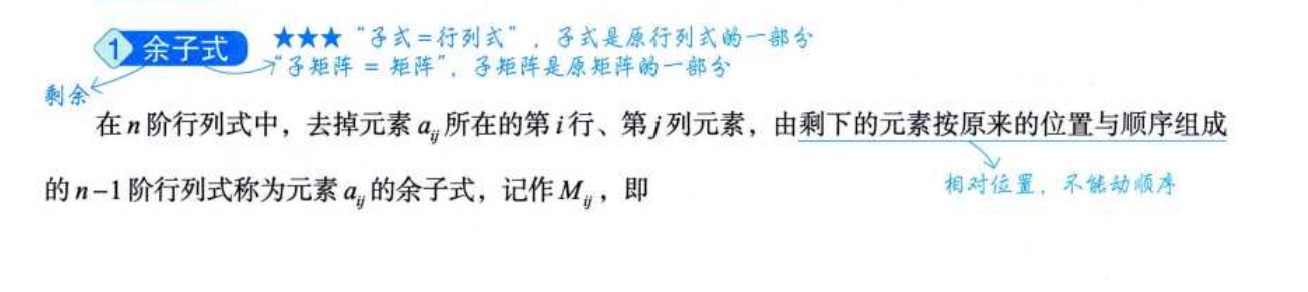 1 余子式 ★★★ “子式=行列式”，子式是原行列式的一部分
“子矩阵 = 矩阵”，子矩阵是原矩阵的一部分
剩余
在 n 阶行列式中，去掉元素 aᵢⱼ 所在的第 i 行、第 j 列元素，由剩下的元素按原来的位置与顺序组成
相对位置，不能动顺序
的 n-1 阶行列式称为元素 aᵢⱼ 的余子式，记作 Mᵢⱼ，即